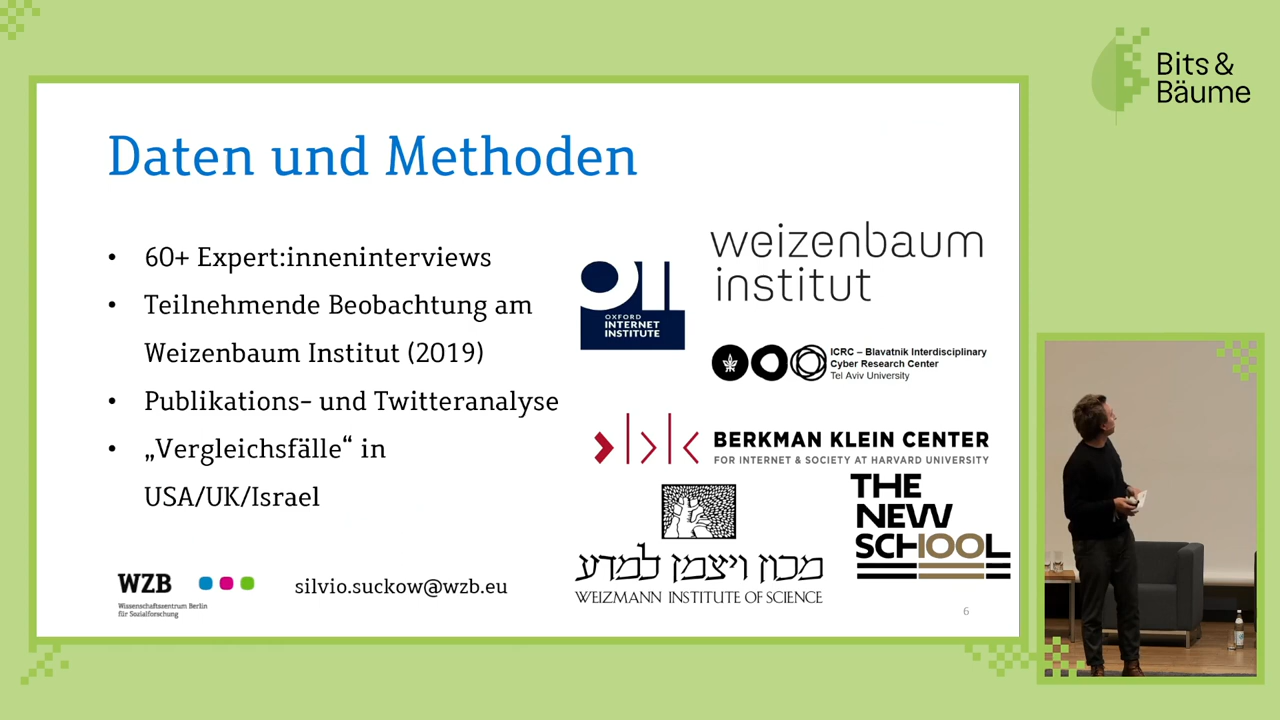 Bits &
Bäume
Daten und Methoden
• 60+ Expert:inneninterviews
• Teilnehmende Beobachtung am
Weizenbaum Institut (2019)
• Publikations- und Twitteranalyse
• „Vergleichsfälle“ in
USA/UK/Israel
weizenbaum
institut
OII
OXFORD
INTERNET
INSTITUTE
ICRC – Blavatnik Interdisciplinary
Cyber Research Center
Tel Aviv University
BERKMAN KLEIN CENTER
FOR INTERNET & SOCIETY AT HARVARD UNIVERSITY
THE
NEW
SCHOOL
מכון ויצמן למדע
WEIZMANN INSTITUTE OF SCIENCE
WZB
Wissenschaftszentrum Berlin
für Sozialforschung
silvio.suckow@wzb.eu
6